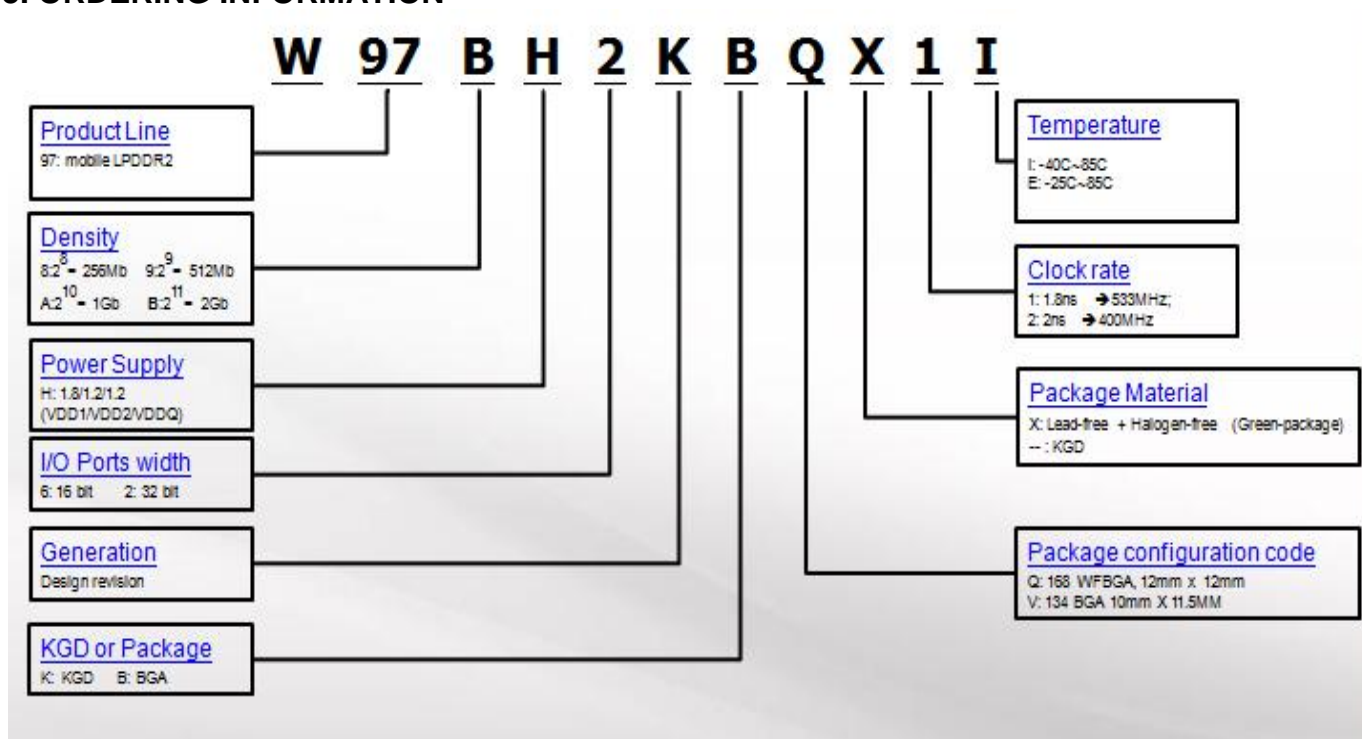 W 97 B H 2 K B Q X 1 I
Product Line
97: mobile LPDDR2
Density
8:2^8= 256Mb 9:2^9= 512Mb
A:2^10= 1Gb B:2^11= 2Gb
Power Supply
H: 1.8/1.2/1.2
(VDD1/VDD2/VDDQ)
I/O Ports width
6: 16 bit 2: 32 bit
Generation
Design revision
KGD or Package
K: KGD B: BGA
Temperature
I: -40C~85C
E: -25C~85C
Clock rate
1: 1.8ns ➔533MHz;
2: 2ns ➔400MHz
Package Material
X: Lead-free + Halogen-free (Green-package)
-- : KGD
Package configuration code
Q: 168 WFBGA, 12mm x 12mm
V: 134 BGA 10mm X 11.5MM